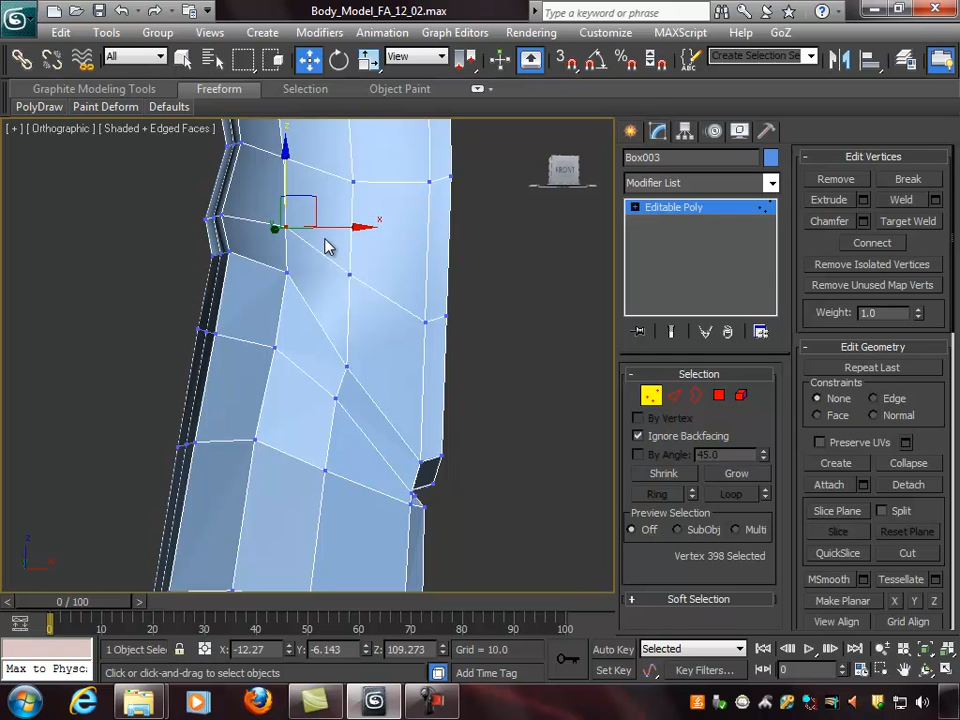 Body_Model_FA_12_02.max
Type a keyword or phrase
Edit Tools Group Views Create Modifiers Animation Graph Editors Rendering Customize MAXScript Help GoZ
All View Create Selection Se
Graphite Modeling Tools Freeform Selection Object Paint
PolyDraw Paint Deform Defaults
[ + ] [ Orthographic ] [ Shaded + Edged Faces ]
FRONT
z
x
Box003
Modifier List
Editable Poly
Selection
By Vertex
Ignore Backfacing
By Angle: 45.0
Shrink Grow
Ring Loop
Preview Selection
Off SubObj Multi
Vertex 398 Selected
Soft Selection
Edit Vertices
Remove Break
Extrude Weld
Chamfer Target Weld
Connect
Remove Isolated Vertices
Remove Unused Map Verts
Weight: 1.0
Edit Geometry
Repeat Last
Constraints
None Edge
Face Normal
Preserve UVs
Create Collapse
Attach Detach
Slice Plane Split
Slice Reset Plane
QuickSlice Cut
MSmooth Tessellate
Make Planar X Y Z
View Align Grid Align
z
x
0 / 100
0 10 20 30 40 50 60 70 80 90 100
1 Object Selec
X: -12.27 Y: -6.143 Z: 109.273 Grid = 10.0
Auto Key Selected
Max to Physc
Click or click-and-drag to select objects
Add Time Tag
Set Key Key Filters... 0